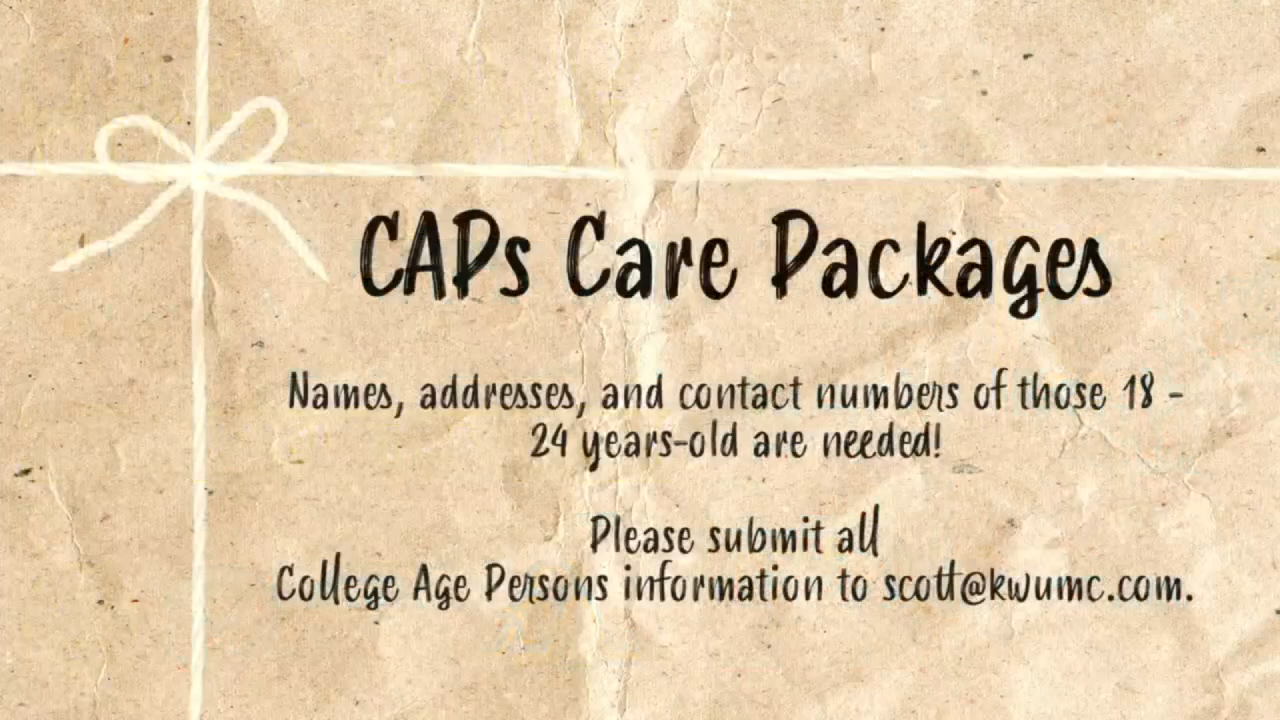 CAPs Care Packages
Names, addresses, and contact numbers of those 18 -
24 years-old are needed!
Please submit all
College Age Persons information to scott@kwumc.com.